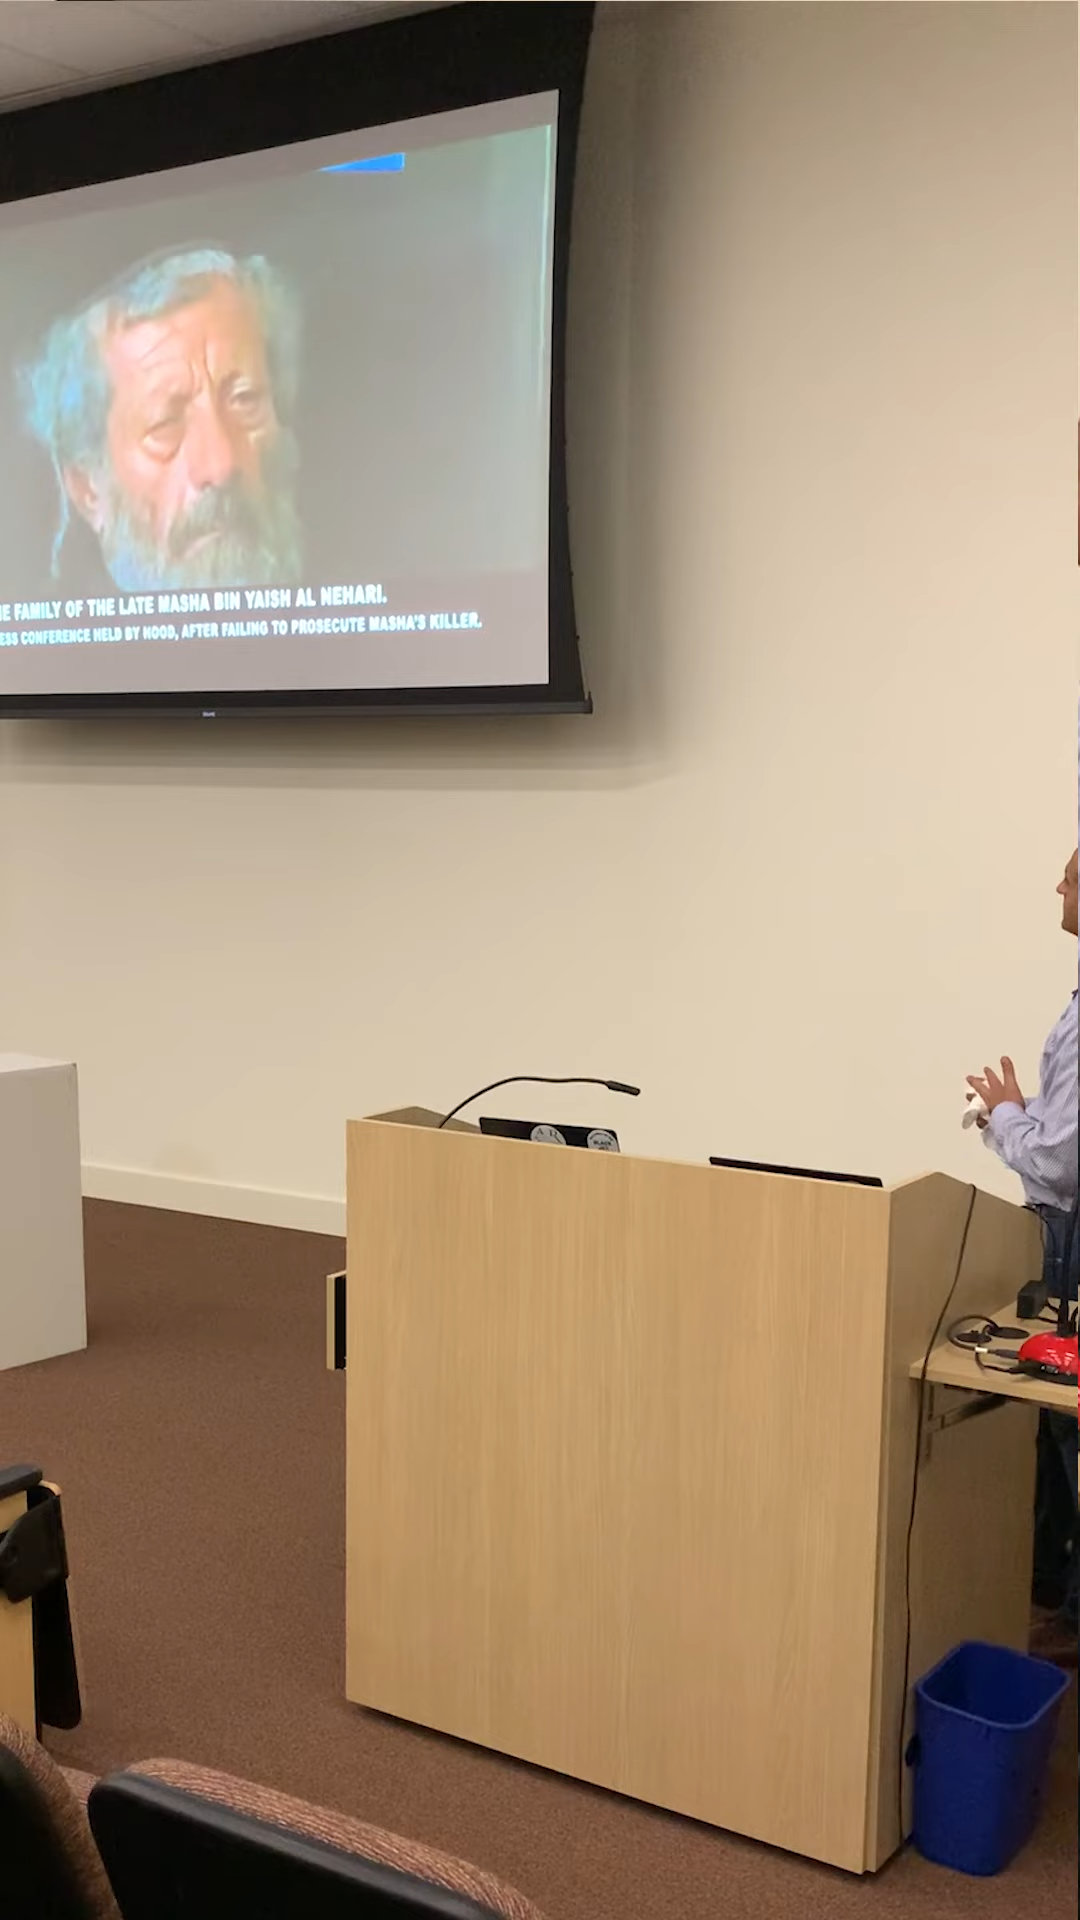 FAMILY OF THE LATE MASHA BIN YAISH AL NEHARI.
CONFERENCE HELD BY HOOD, AFTER FAILING TO PROSECUTE MASHA'S KILLER.
BLACK